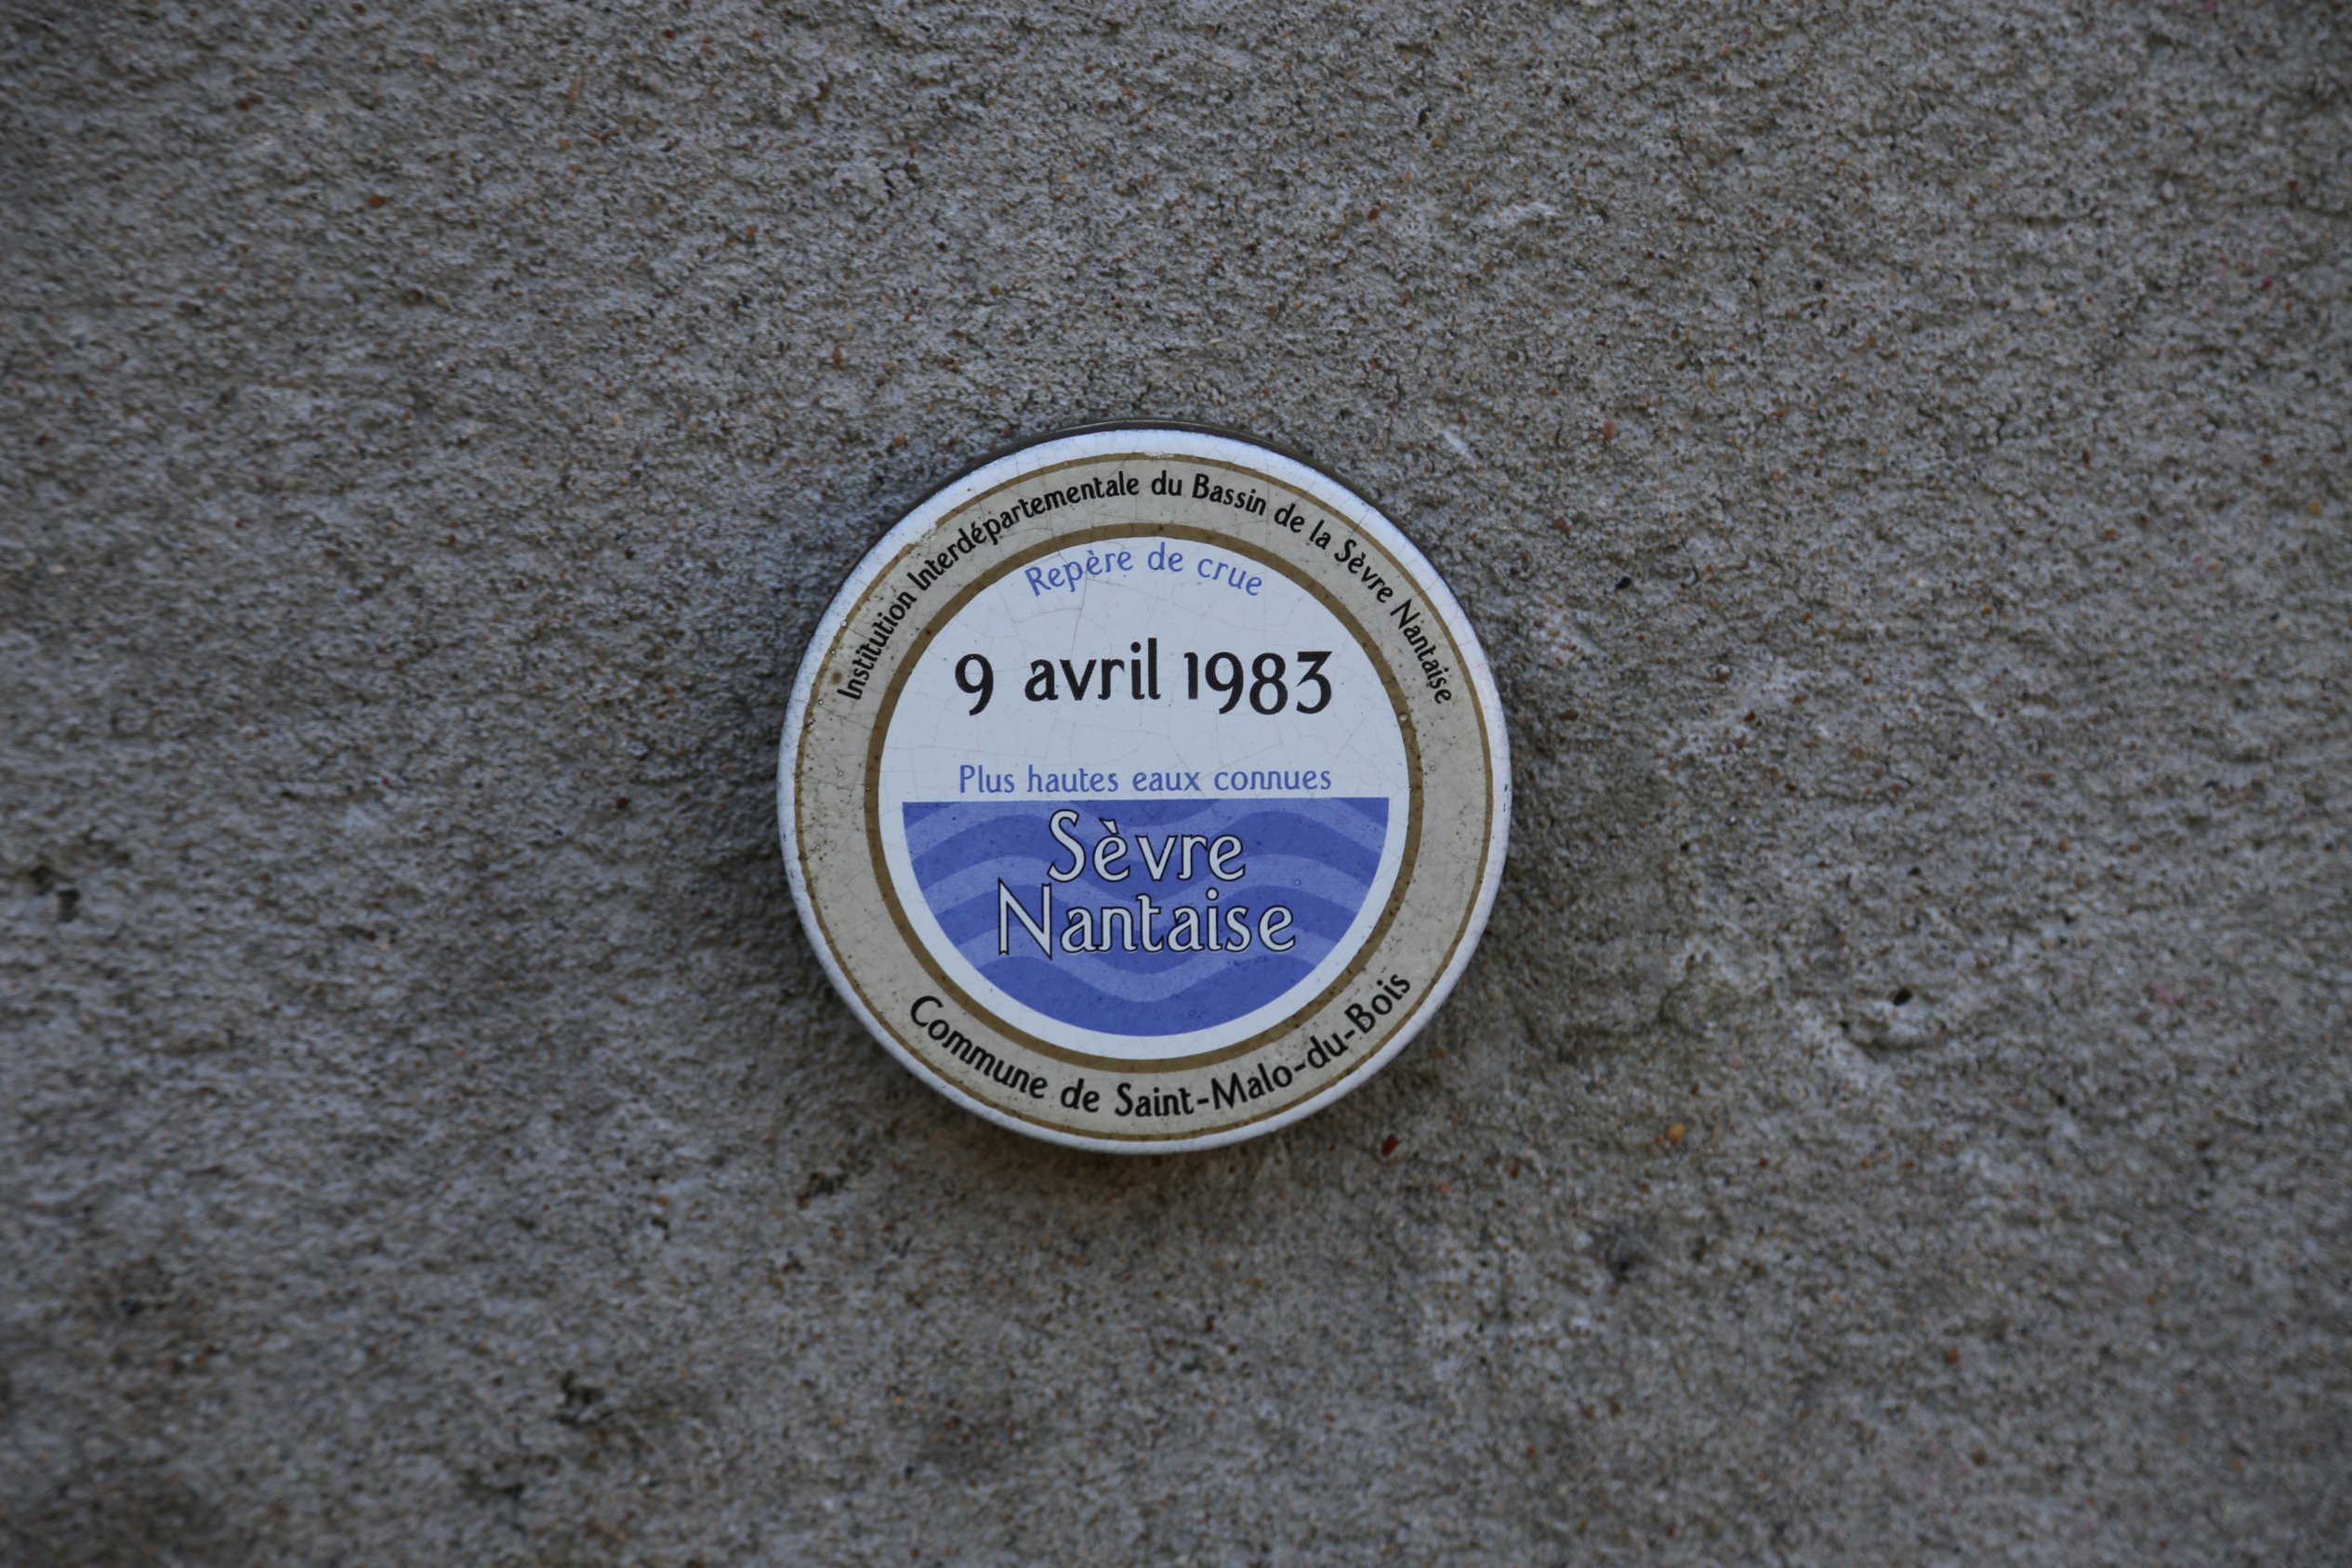 Institution Interdépartementale du Bassin de la Sèvre Nantaise
Repère de crue
9 avril 1983
Plus hautes eaux connues
Sèvre
Nantaise
Commune de Saint-Malo-du-Bois